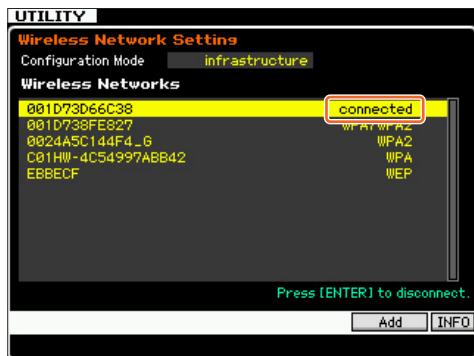 UTILITY
Wireless Network Setting
Configuration Mode infrastructure
Wireless Networks
001D73D66C38 connected
001D738FE827 WPA/WPA2
0024A5C144F4_G WPA2
C01HW-4C54997ABB42 WPA
EBBECF WEP
Press [ENTER] to disconnect.
Add INFO